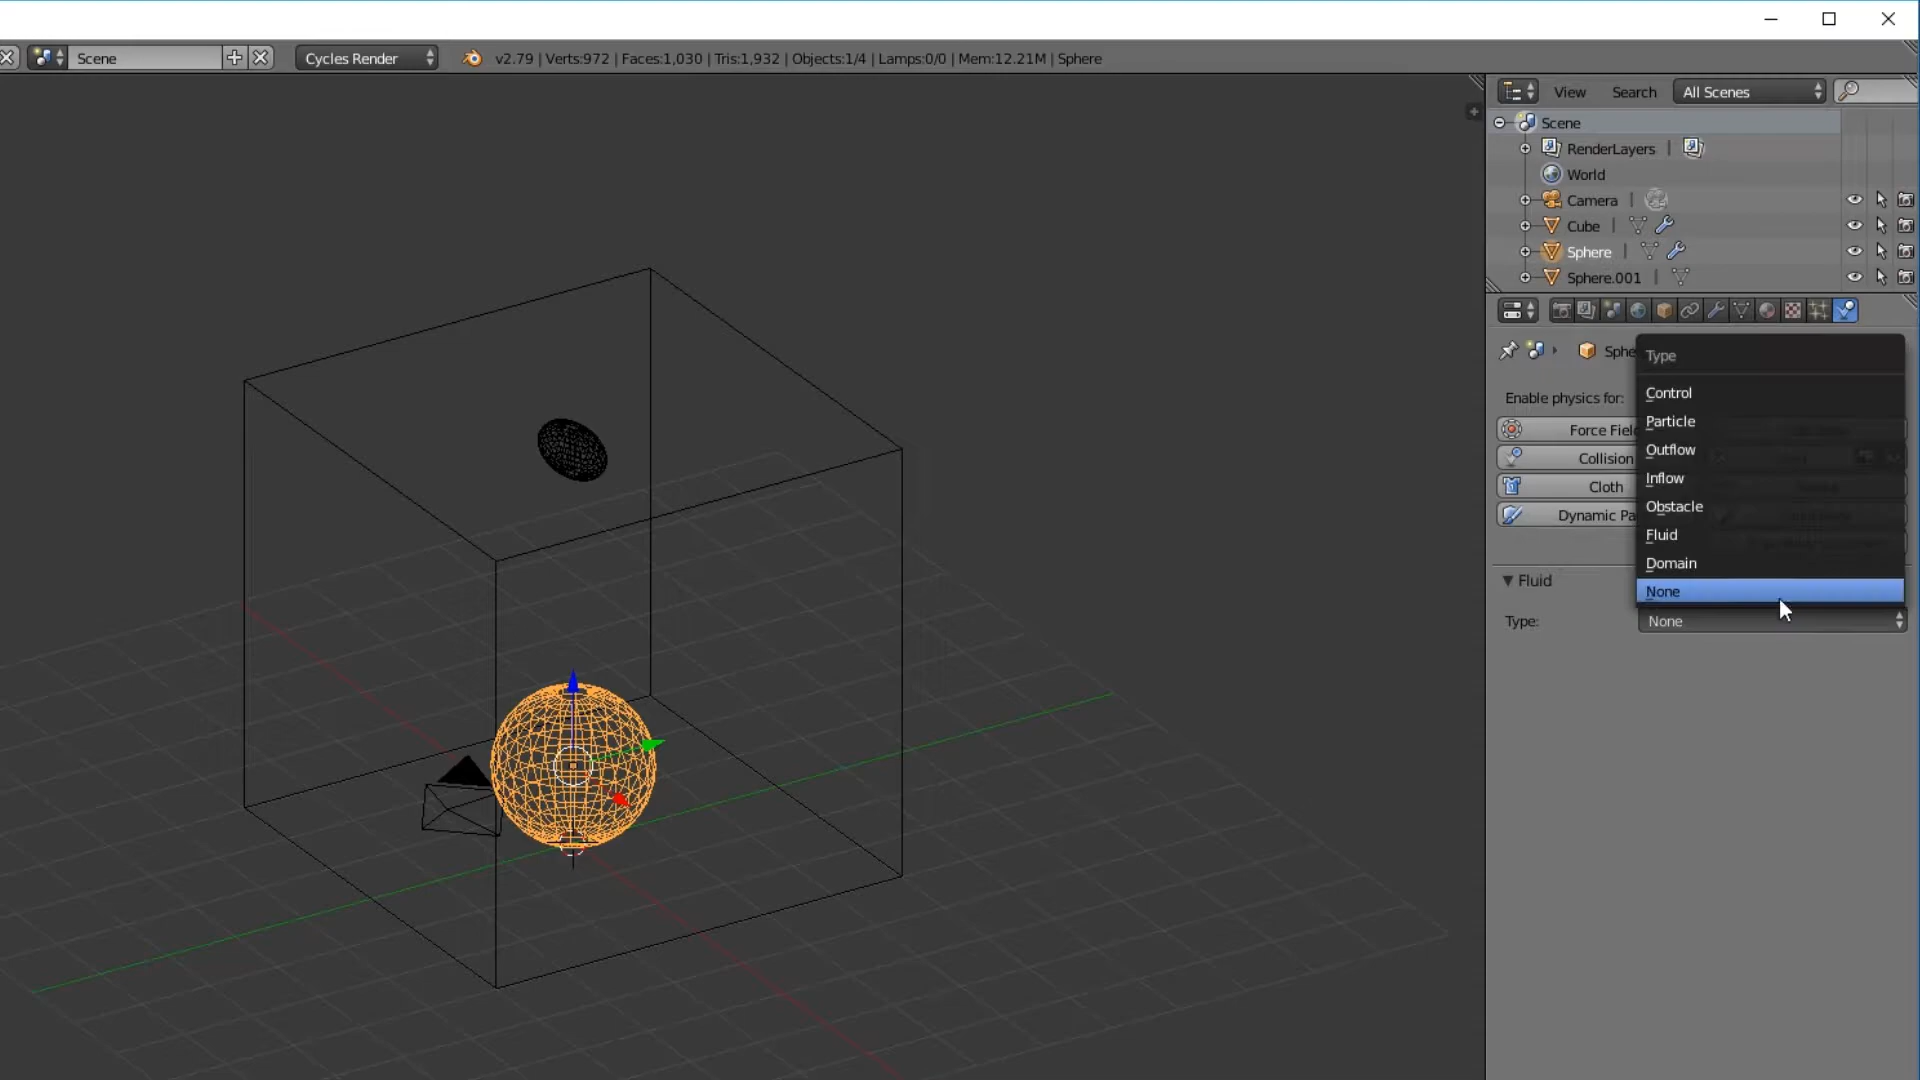 Scene
Cycles Render
v2.79 | Verts:972 | Faces:1,030 | Tris:1,932 | Objects:1/4 | Lamps:0/0 | Mem:12.21M | Sphere
View Search All Scenes
Scene
RenderLayers |
World
Camera |
Cube |
Sphere |
Sphere.001 |
Sphe
Type
Control
Enable physics for:
Particle
Force Fiel
Outflow
Collision
Inflow
Cloth
Obstacle
Dynamic Pa
Fluid
Domain
Fluid
None
Type: None